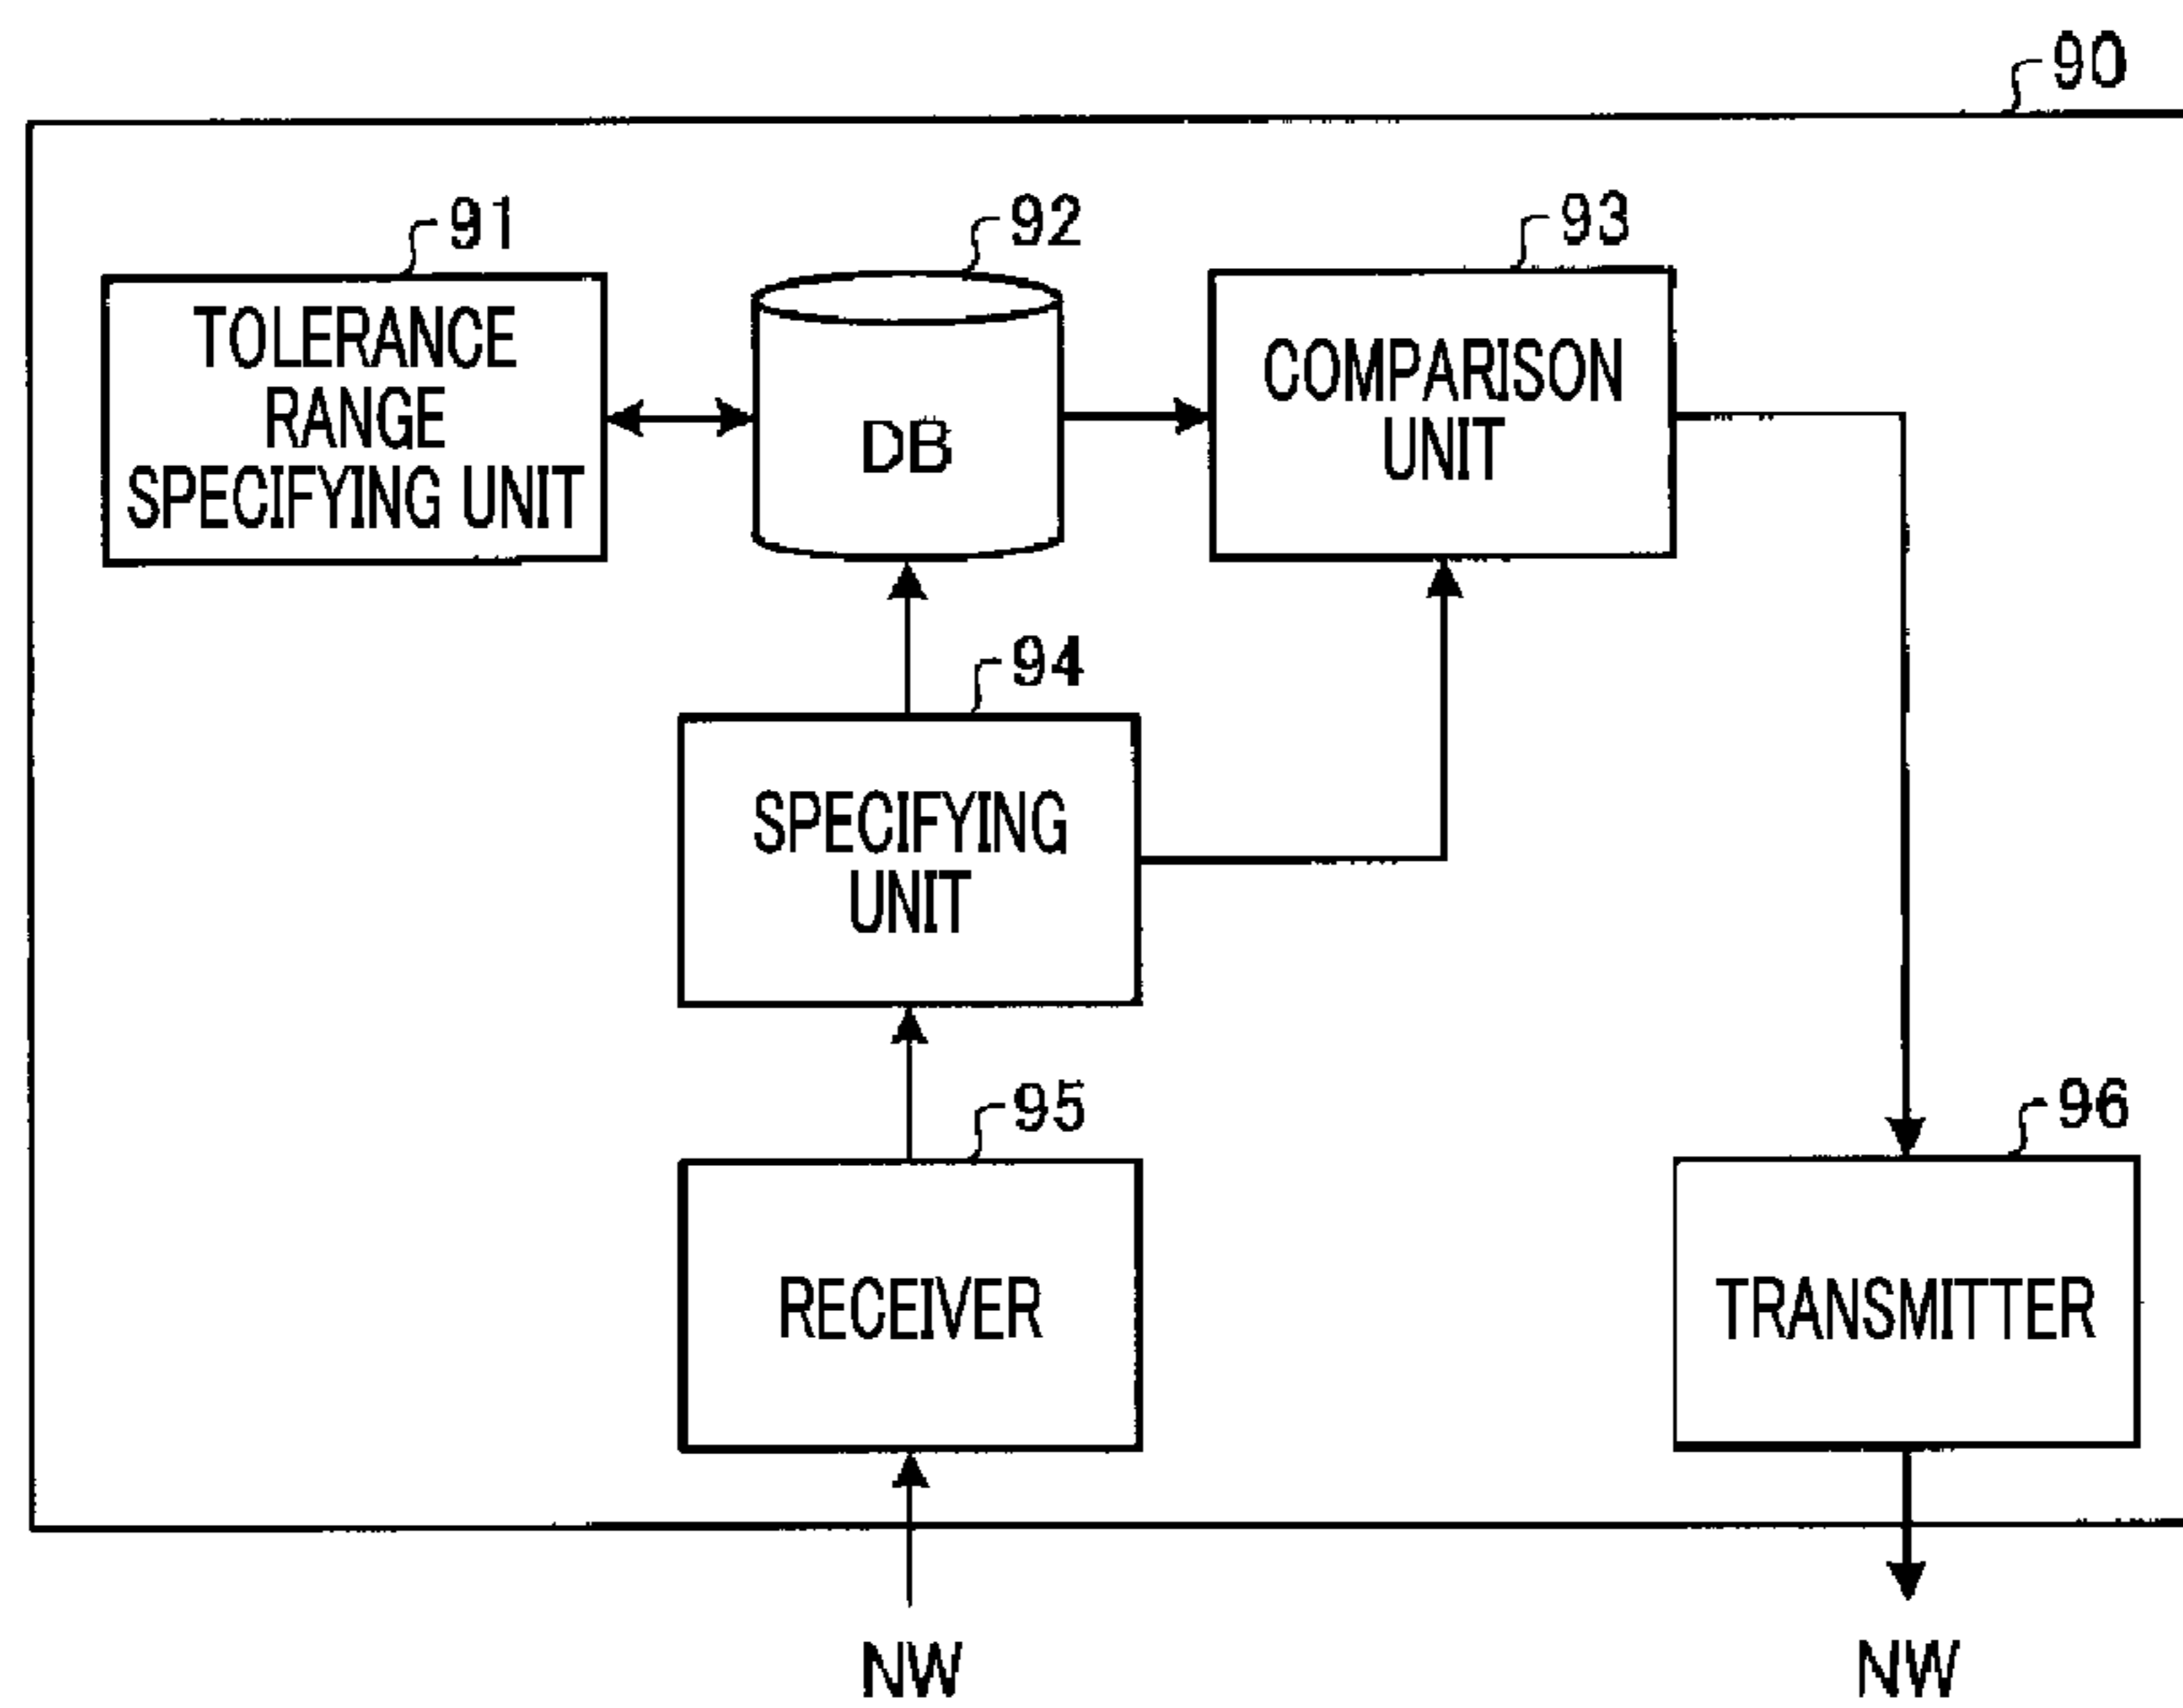 90
91
92
93
TOLERANCE
RANGE
SPECIFYING UNIT
DB
COMPARISON
UNIT
94
SPECIFYING
UNIT
95
96
RECEIVER
TRANSMITTER
NW
NW